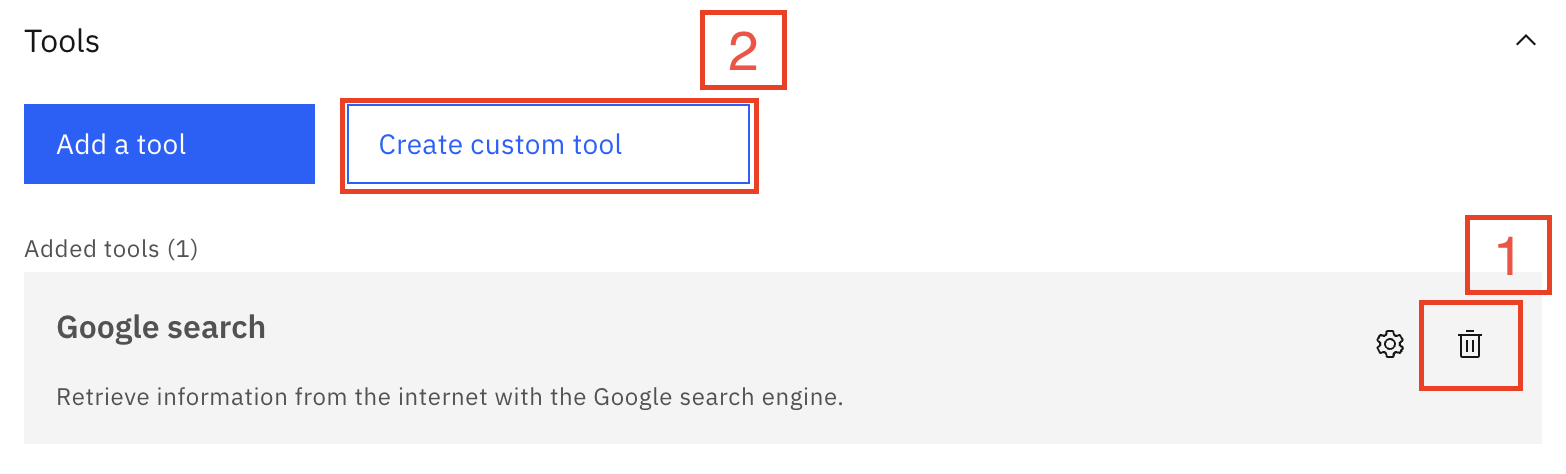 Tools
2
Add a tool
Create custom tool
Added tools (1)
1
Google search
Retrieve information from the internet with the Google search engine.